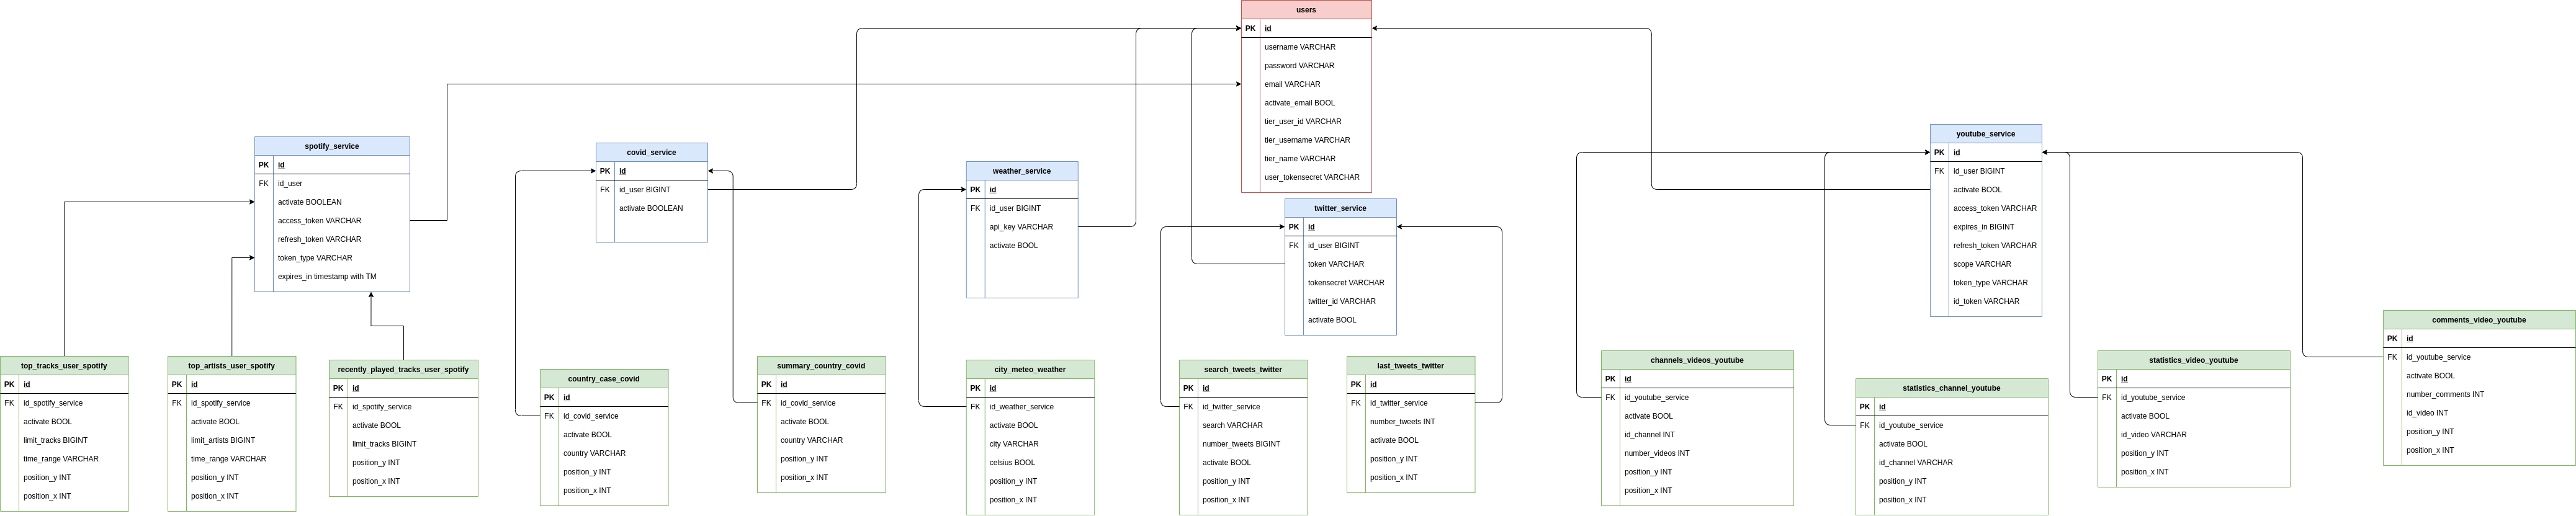 users
PK id
username VARCHAR
password VARCHAR
email VARCHAR
activate_email BOOL
tier_user_id VARCHAR
tier_username VARCHAR
tier_name VARCHAR
user_tokensecret VARCHAR
spotify_service
PK id
FK id_user
activate BOOLEAN
access_token VARCHAR
refresh_token VARCHAR
token_type VARCHAR
expires_in timestamp with TM
covid_service
PK id
FK id_user BIGINT
activate BOOLEAN
weather_service
PK id
FK id_user BIGINT
api_key VARCHAR
activate BOOL
twitter_service
PK id
FK id_user BIGINT
token VARCHAR
tokensecret VARCHAR
twitter_id VARCHAR
activate BOOL
youtube_service
PK id
FK id_user BIGINT
activate BOOL
access_token VARCHAR
expires_in BIGINT
refresh_token VARCHAR
scope VARCHAR
token_type VARCHAR
id_token VARCHAR
top_tracks_user_spotify
PK id
FK id_spotify_service
activate BOOL
limit_tracks BIGINT
time_range VARCHAR
position_y INT
position_x INT
top_artists_user_spotify
PK id
FK id_spotify_service
activate BOOL
limit_artists BIGINT
time_range VARCHAR
position_y INT
position_x INT
recently_played_tracks_user_spotify
PK id
FK id_spotify_service
activate BOOL
limit_tracks BIGINT
position_y INT
position_x INT
country_case_covid
PK id
FK id_covid_service
activate BOOL
country VARCHAR
position_y INT
position_x INT
summary_country_covid
PK id
FK id_covid_service
activate BOOL
country VARCHAR
position_y INT
position_x INT
city_meteo_weather
PK id
FK id_weather_service
activate BOOL
city VARCHAR
celsius BOOL
position_y INT
position_x INT
search_tweets_twitter
PK id
FK id_twitter_service
search VARCHAR
number_tweets BIGINT
activate BOOL
position_y INT
position_x INT
last_tweets_twitter
PK id
FK id_twitter_service
number_tweets INT
activate BOOL
position_y INT
position_x INT
channels_videos_youtube
PK id
FK id_youtube_service
activate BOOL
id_channel INT
number_videos INT
position_y INT
position_x INT
statistics_channel_youtube
PK id
FK id_youtube_service
activate BOOL
id_channel VARCHAR
position_y INT
position_x INT
statistics_video_youtube
PK id
FK id_youtube_service
activate BOOL
id_video VARCHAR
position_y INT
position_x INT
comments_video_youtube
PK id
FK id_youtube_service
activate BOOL
number_comments INT
id_video INT
position_y INT
position_x INT